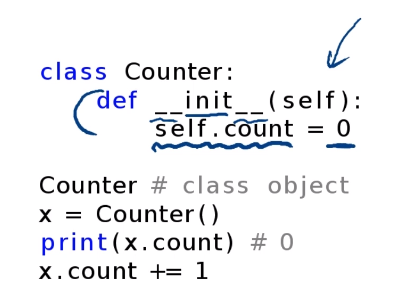 class Counter:
def __init__(self):
self.count = 0
Counter # class object
x = Counter()
print(x.count) # 0
x.count += 1